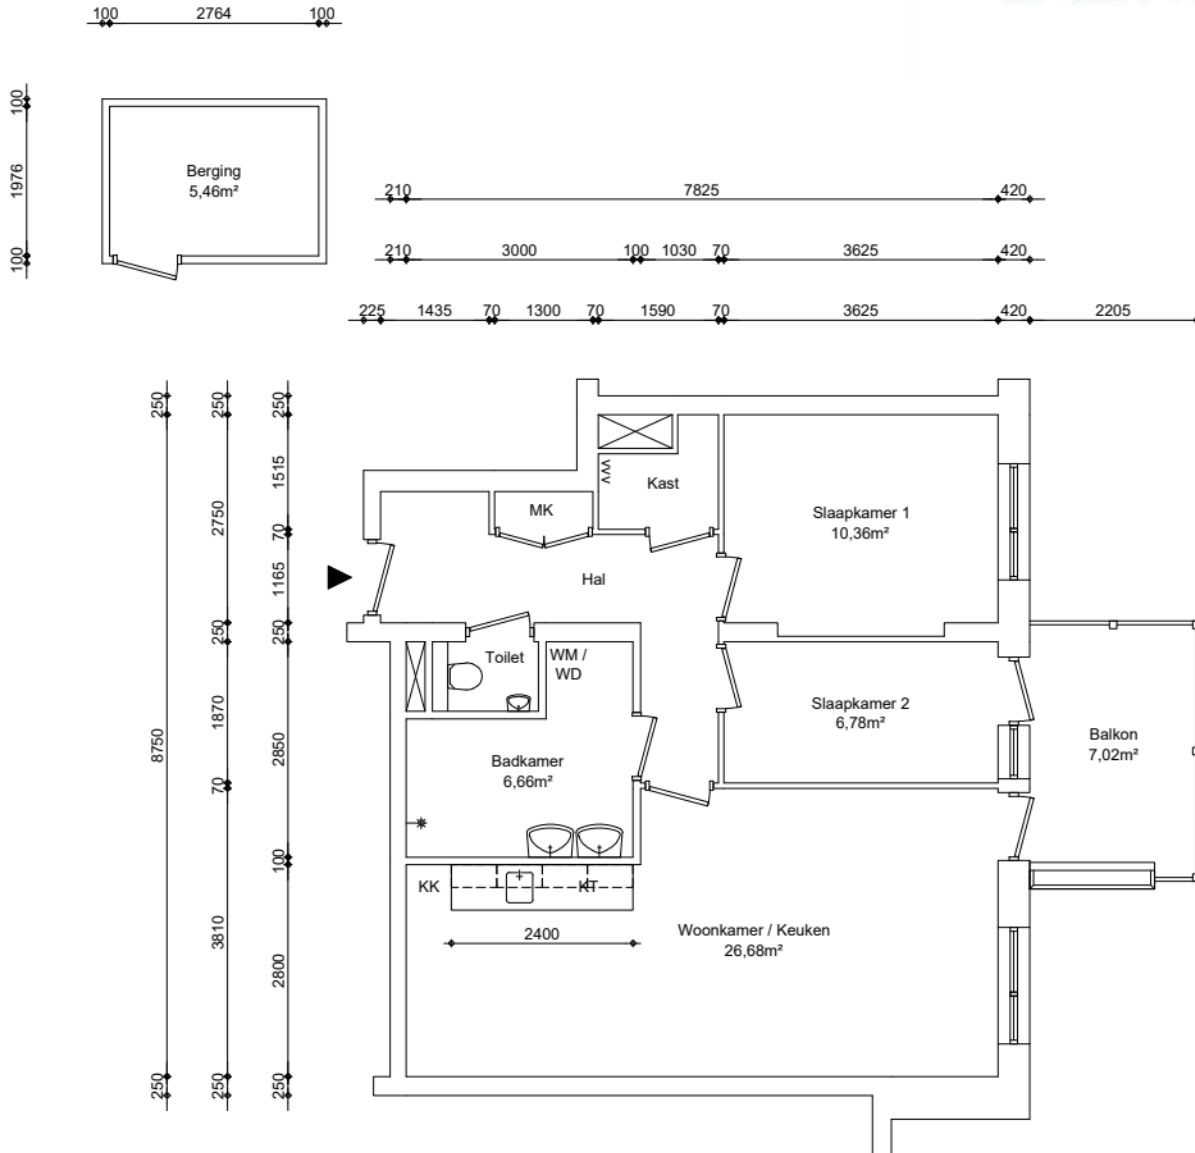 100 2764 100
100
1976
100
Berging
5,46m²
210 7825 420
210 3000 100 1030 70 3625 420
225 1435 70 1300 70 1590 70 3625 420 2205
250
8750
250
250
2750
250
1870
70
100
3810
250
250
1515
70
1165
250
2850
2800
250
VVV
Kast
MK
Slaapkamer 1
10,36m²
Hal
Toilet
WM /
WD
Slaapkamer 2
6,78m²
Balkon
7,02m²
Badkamer
6,66m²
KK
KT
2400
Woonkamer / Keuken
26,68m²